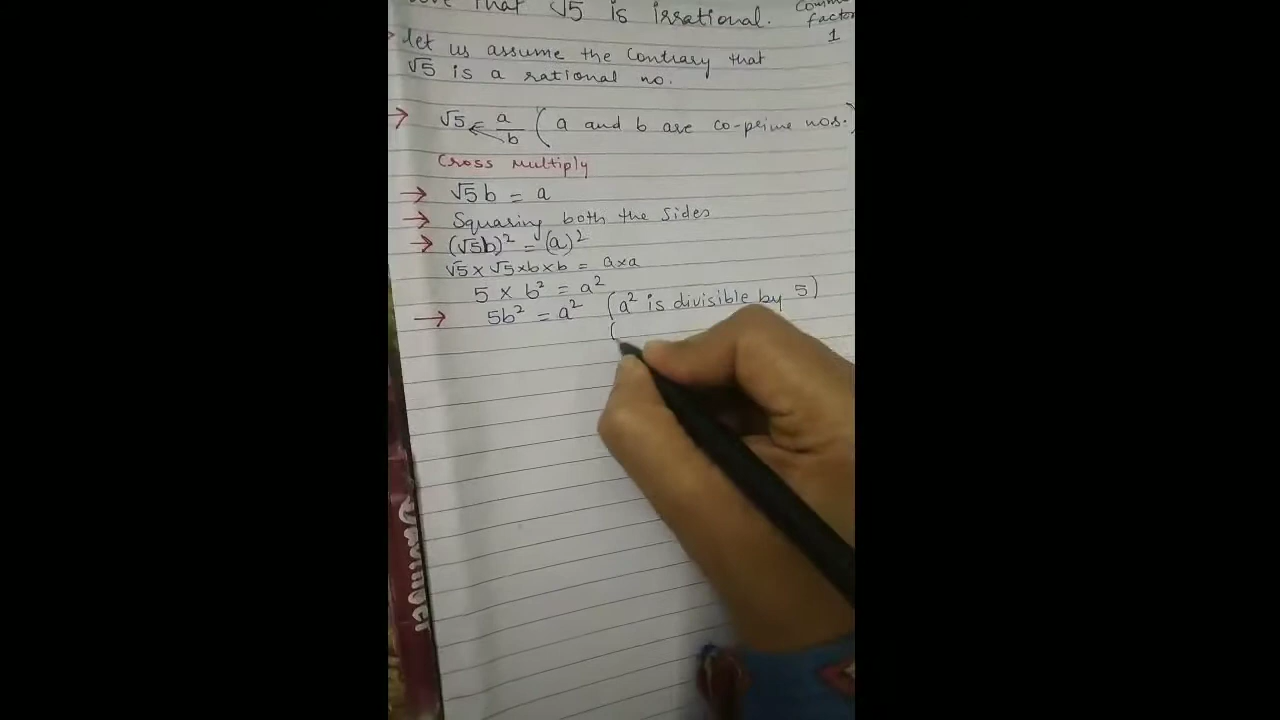 that √5 is irrational.
factor
1
let us assume the Contrary that
√5 is a rational no.
→ √5 = a/b (a and b are co-prime nos.)
Cross Multiply
→ √5 b = a
→ Squaring both the sides
→ (√5b)² = (a)²
√5 × √5 × b × b = a×a
5 × b² = a²
→ 5b² = a² (a² is divisible by 5)
(